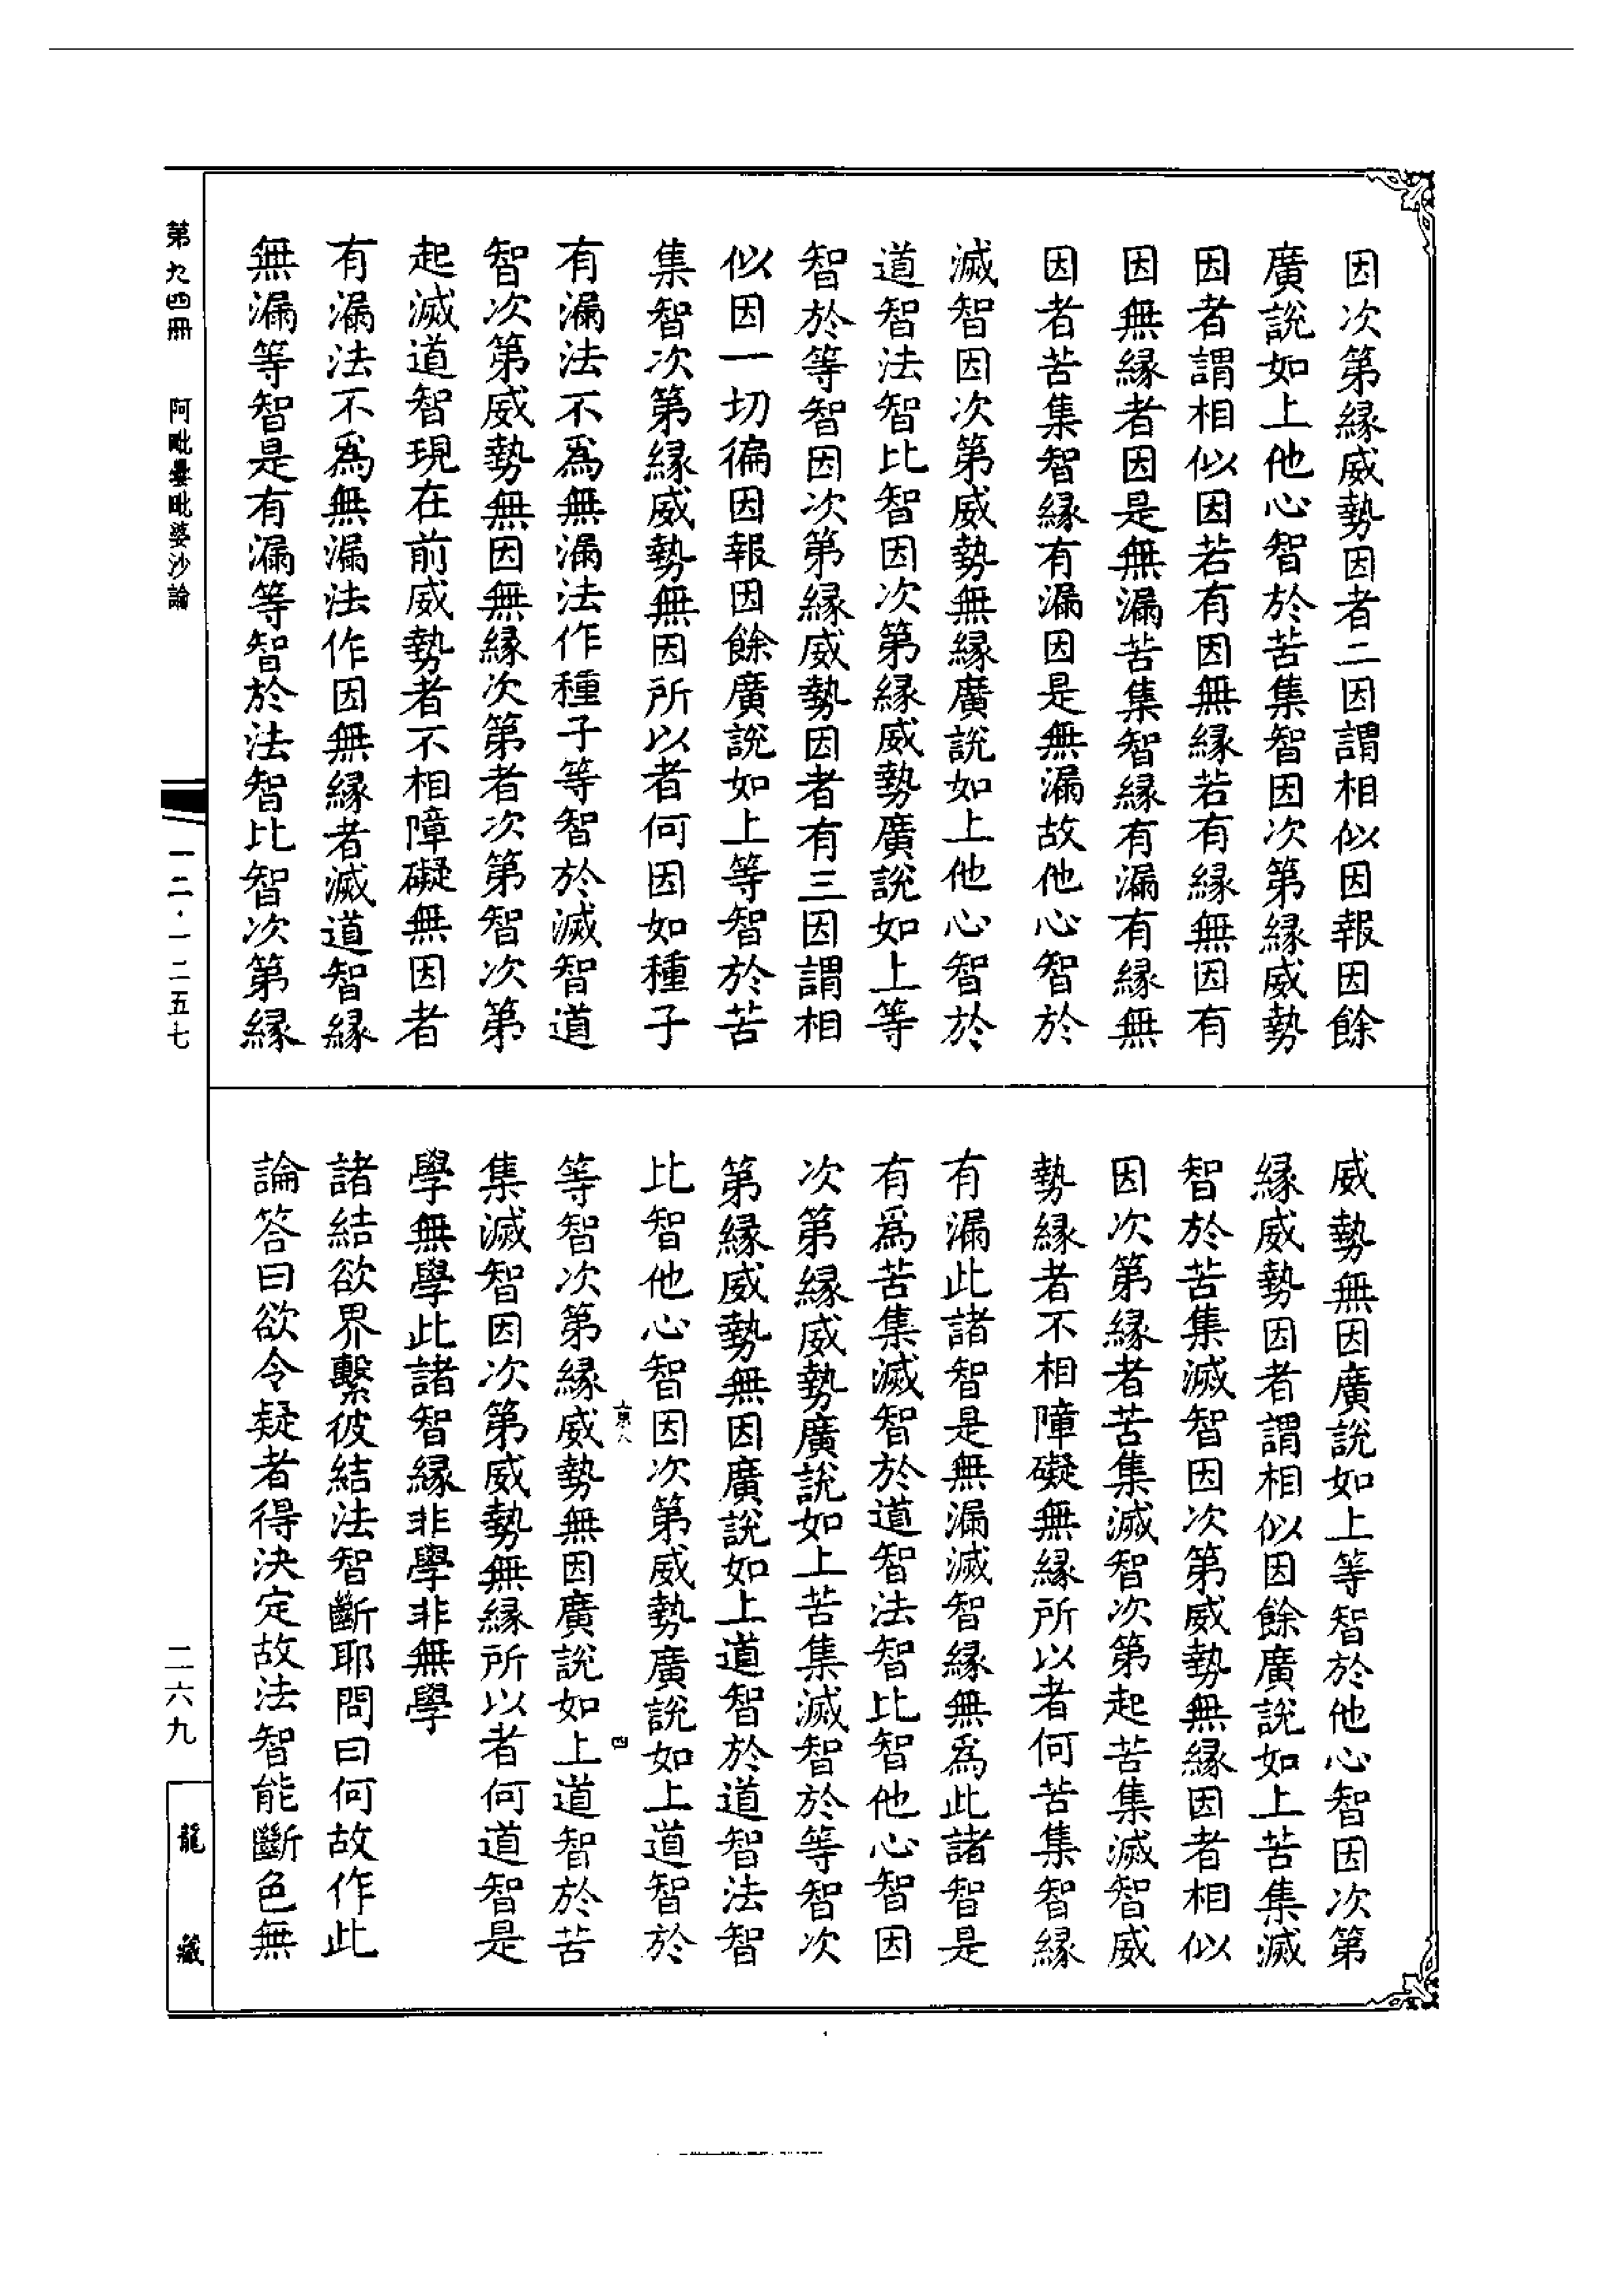 因次第緣威勢因者二因謂相似因報因餘
廣說如上他心智於苦集智因次第緣威勢
因者謂相似因若有因無緣若有緣無因有
因無緣者因是無漏苦集智緣有漏有緣無
因者苦集智緣有漏因是無漏故他心智於
滅智因次第威勢無緣廣說如上他心智於
道智法智比智因次第緣威勢廣說如上等
智於等智因次第緣威勢因者有三因謂相
似因一切徧因報因餘廣說如上等智於苦
集智次第緣威勢無因所以者何因如種子
有漏法不爲無漏法作種子等智於滅智道
智次第威勢無因無緣次第者次第智次第
起滅道智現在前威勢者不相障礙無因者
有漏法不爲無漏法作因無緣者滅道智緣
無漏等智是有漏等智於法智比智次第緣
威勢無因廣說如上等智於他心智因次第
緣威勢因者謂相似因餘廣說如上苦集滅
智於苦集滅智因次第威勢無緣因者相似
因次第緣者苦集滅智次第起苦集滅智威
勢緣者不相障礙無緣所以者何苦集智緣
有漏此諸智是無漏滅智緣無爲此諸智是
有爲苦集滅智於道智法智比智他心智因
次第緣威勢廣說如上苦集滅智於等智次
第緣威勢無因廣說如上道智於道智法智
比智他心智因次第威勢廣說如上道智於
等智次第緣威勢無因廣說如上道智於苦
集滅智因次第威勢無緣所以者何道智是
學無學此諸智緣非學非無學
諸結欲界繫彼結法智斷耶問曰何故作此
論答曰欲令疑者得決定故法智能斷色無
第九四冊　阿毗曇毗婆沙論
一二·一二五七
二六九
龍藏